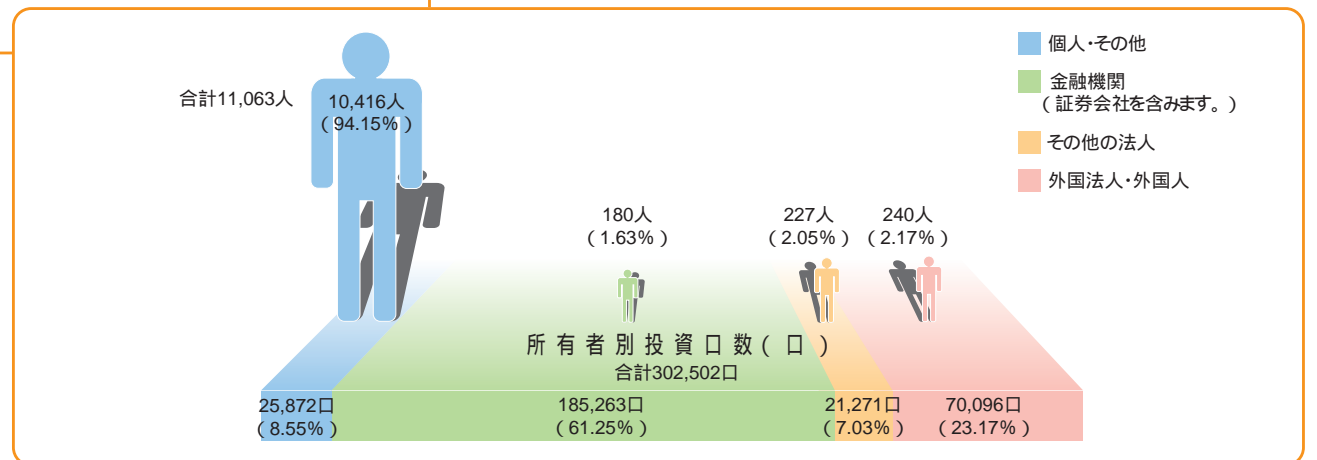 個人・その他
金融機関
(証券会社を含みます。)
その他の法人
外国法人・外国人
合計11,063人
10,416人
(94.15%)
180人
(1.63%)
227人
(2.05%)
240人
(2.17%)
所有者別投資口数(口)
合計302,502口
25,872口
(8.55%)
185,263口
(61.25%)
21,271口
(7.03%)
70,096口
(23.17%)